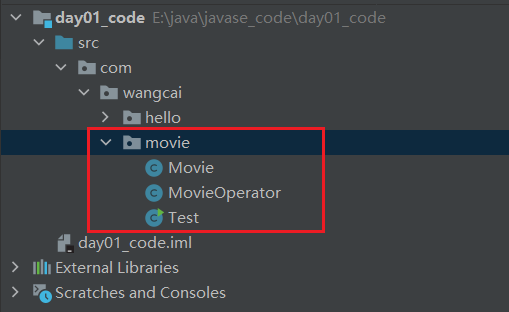 day01_code E:\java\javase_code\day01_code
src
com
wangcai
hello
movie
Movie
MovieOperator
Test
day01_code.iml
External Libraries
Scratches and Consoles